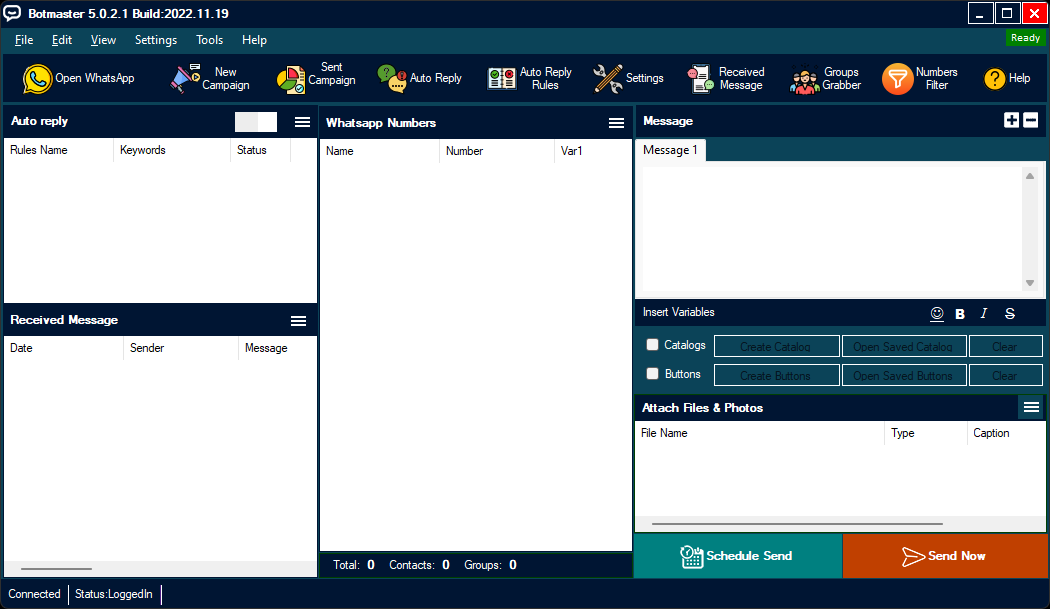 Botmaster 5.0.2.1 Build:2022.11.19
File Edit View Settings Tools Help
Ready
Open WhatsApp
New Campaign
Sent Campaign
Auto Reply
Auto Reply Rules
Settings
Received Message
Groups Grabber
Numbers Filter
Help
Auto reply
Rules Name Keywords Status
Received Message
Date Sender Message
Whatsapp Numbers
Name Number Var1
Total: 0 Contacts: 0 Groups: 0
Message
Message 1
Insert Variables B I S
Catalogs Create Catalog Open Saved Catalog Clear
Buttons Create Buttons Open Saved Buttons Clear
Attach Files & Photos
File Name Type Caption
Schedule Send Send Now
Connected Status:LoggedIn